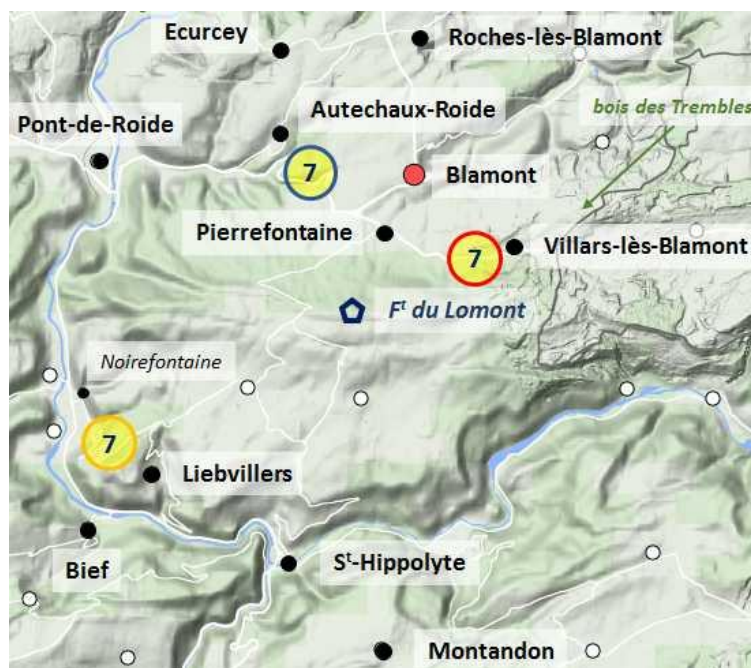 Ecurcey
Roches-lès-Blamont
Autechaux-Roide
bois des Trembles
Pont-de-Roide
7
Blamont
Pierrefontaine
7
Villars-lès-Blamont
Fᵗ du Lomont
Noirefontaine
7
Liebvillers
Bief
Sᵗ-Hippolyte
Montandon